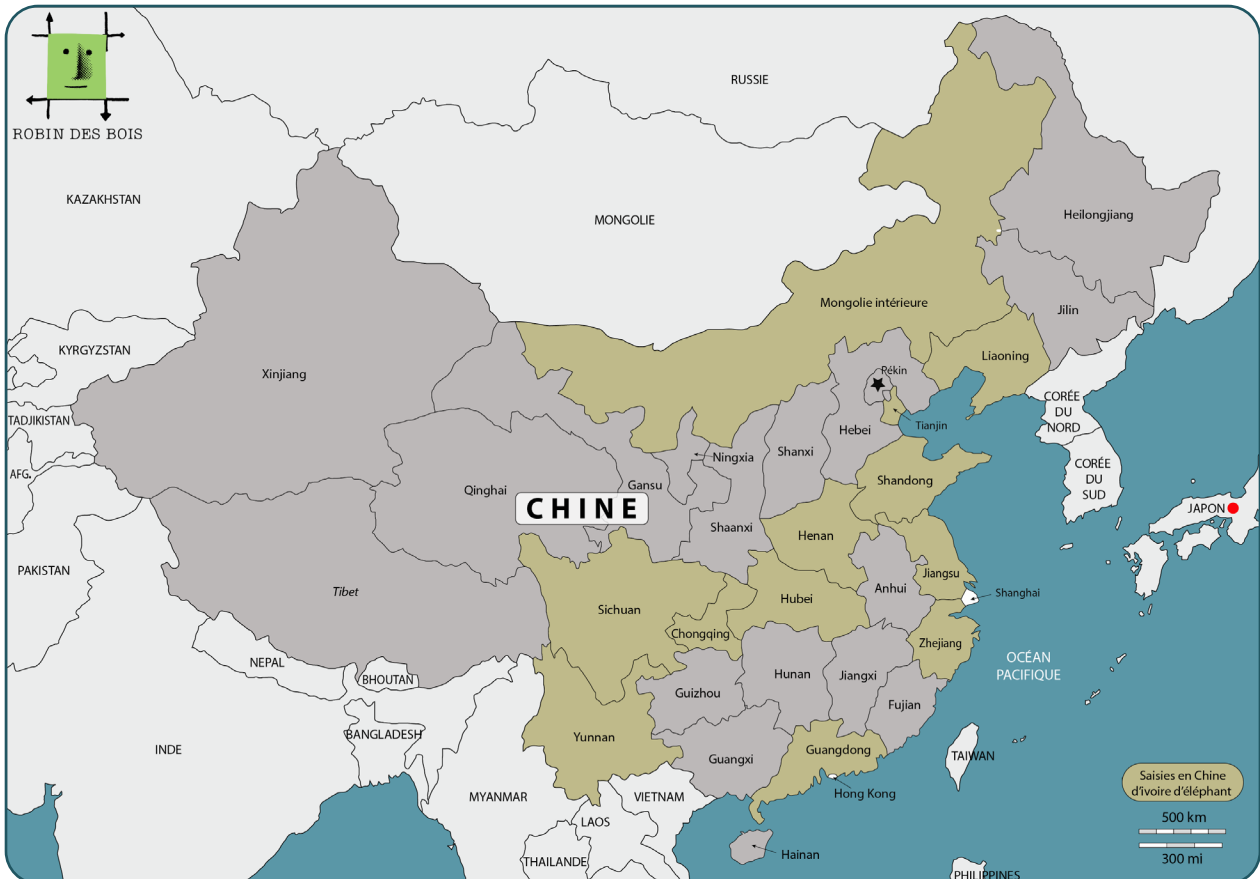 ROBIN DES BOIS
RUSSIE
KAZAKHSTAN
MONGOLIE
Heilongjiang
Mongolie intérieure
Jilin
KYRGYZSTAN
Liaoning
Xinjiang
Pékin
TADJIKISTAN
CORÉE
DU
NORD
Tianjin
Hebei
Shanxi
Ningxia
AFG.
CORÉE
DU
SUD
Shandong
Gansu
Qinghai
CHINE
JAPON
Shaanxi
Henan
PAKISTAN
Jiangsu
Anhui
Tibet
Shanghai
Hubei
Sichuan
Chongqing
Zhejiang
NEPAL
OCÉAN
PACIFIQUE
BHOUTAN
Hunan
Jiangxi
Guizhou
Fujian
BANGLADESH
Yunnan
INDE
Guangdong
TAIWAN
Guangxi
Saisies en Chine
d'ivoire d'éléphant
Hong Kong
MYANMAR
VIETNAM
LAOS
500 km
300 mi
Hainan
THAILANDE
PHILIPPINES